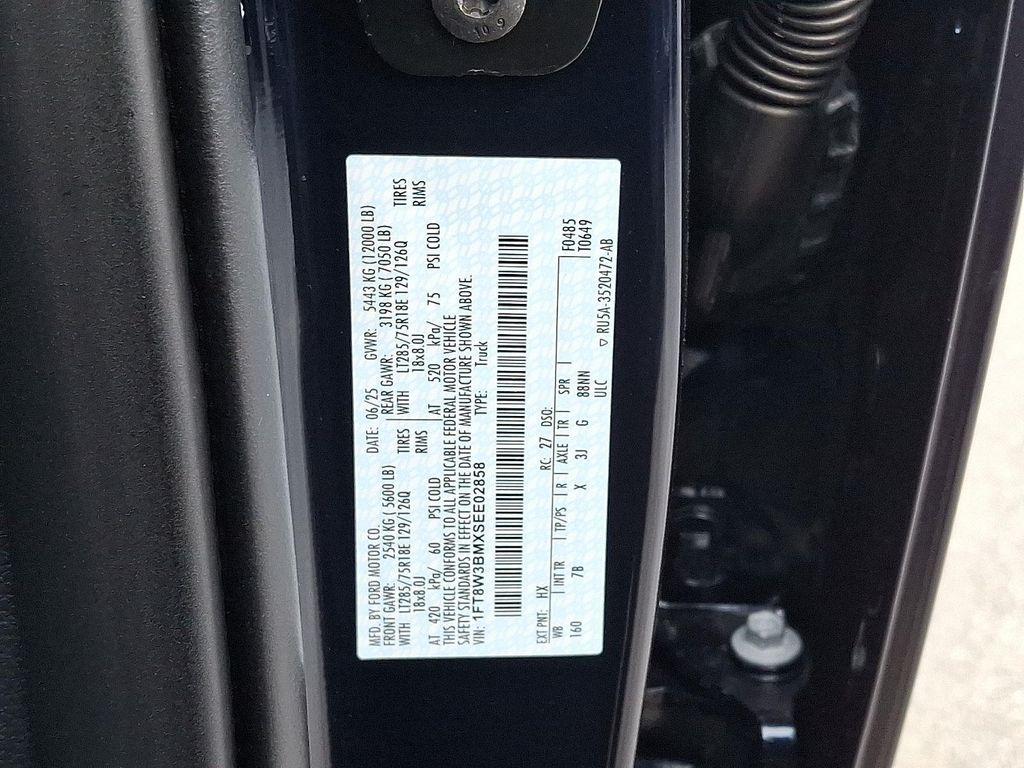 10.9
MFD. BY FORD MOTOR CO. DATE: 06/25 GVWR: 5443 KG (12000 LB)
FRONT GAWR: 2540 KG ( 5600 LB) REAR GAWR: 3198 KG ( 7050 LB)
WITH LT285/75R18E 129/126Q TIRES WITH LT285/75R18E 129/126Q TIRES
18x8.0J RIMS 18x8.0J RIMS
AT 420 kPa/ 60 PSI COLD AT 520 kPa/ 75 PSI COLD
THIS VEHICLE CONFORMS TO ALL APPLICABLE FEDERAL MOTOR VEHICLE
SAFETY STANDARDS IN EFFECT ON THE DATE OF MANUFACTURE SHOWN ABOVE.
VIN: 1FT8W3BMXSEE02858 TYPE: Truck
EXT PNT: HX RC: 27 DSO: F0485
WB INT TR TP/PS R AXLE TR SPR T0649
160 7B X 3J G 88NN
ULC
▽ RU5A-3520472-AB